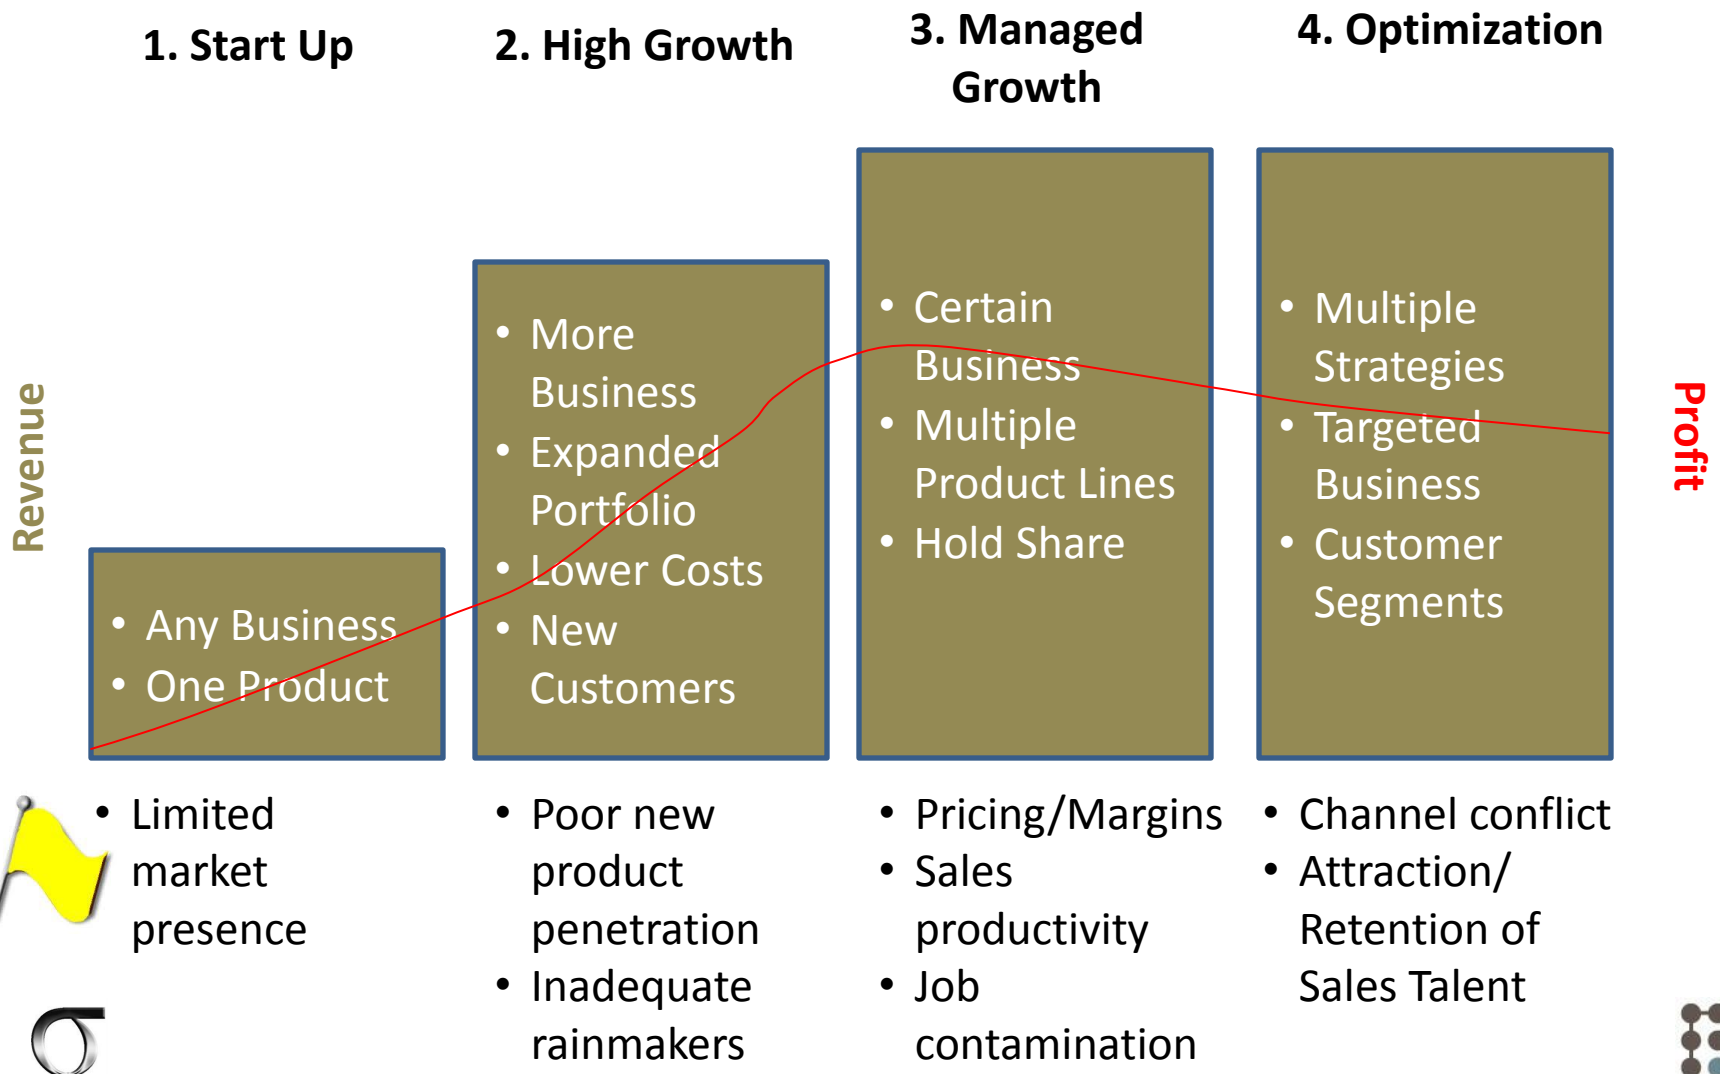 1. Start Up
2. High Growth
3. Managed
Growth
4. Optimization
Revenue
• Any Business
• One Product
• More
Business
• Expanded
Portfolio
• Lower Costs
• New
Customers
• Certain
Business
• Multiple
Product Lines
• Hold Share
• Multiple
Strategies
• Targeted
Business
• Customer
Segments
Profit
• Limited
market
presence
• Poor new
product
penetration
• Inadequate
rainmakers
• Pricing/Margins
• Sales
productivity
• Job
contamination
• Channel conflict
• Attraction/
Retention of
Sales Talent
σ